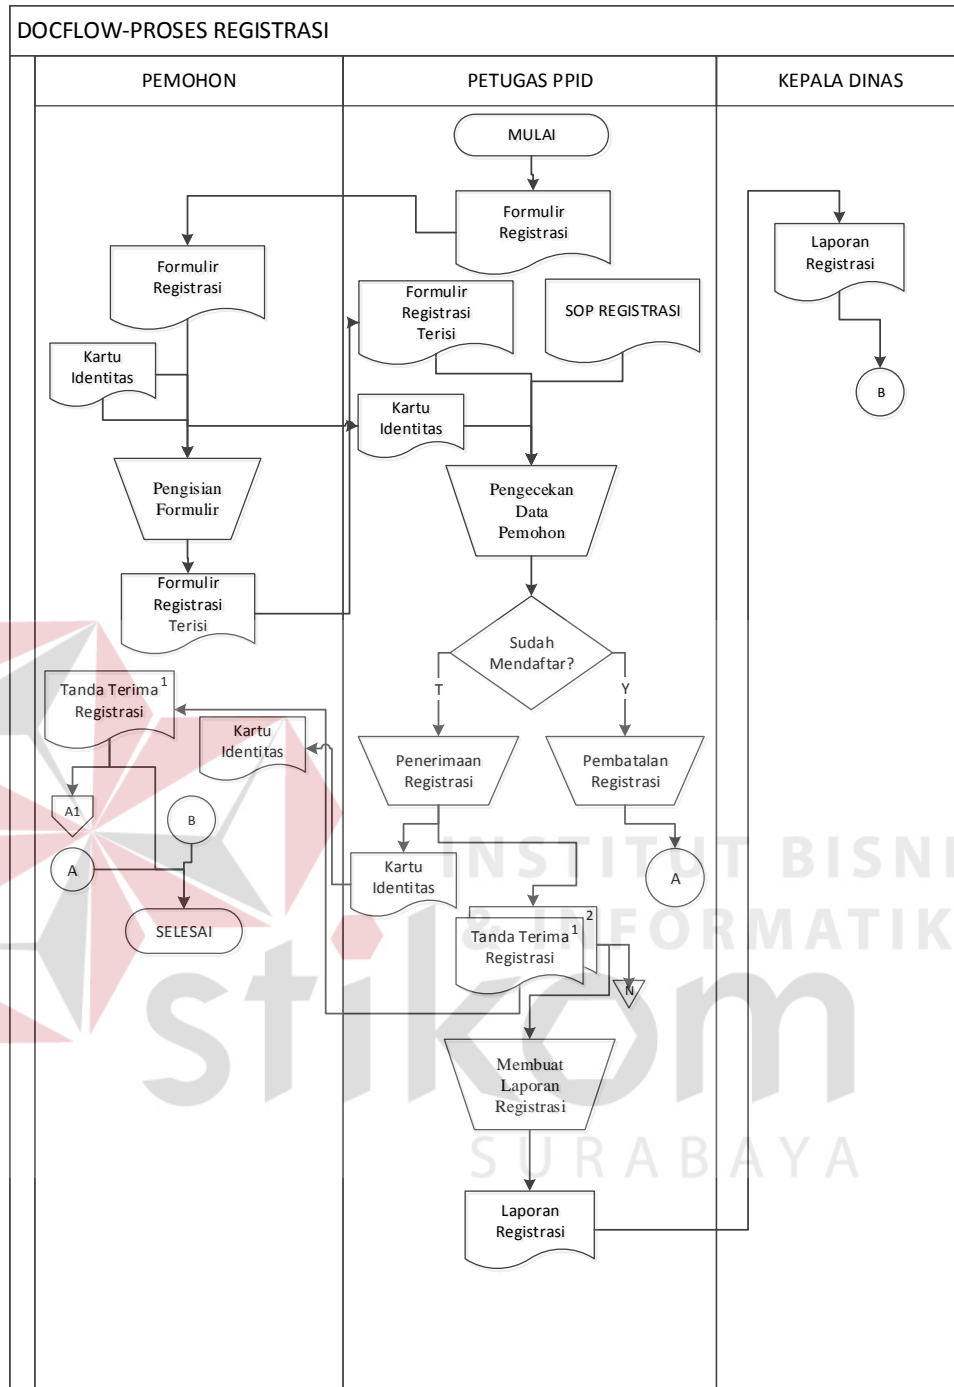 DOCFLOW-PROSES REGISTRASI
PEMOHON
PETUGAS PPID
KEPALA DINAS
MULAI
Formulir
Registrasi
Formulir
Registrasi
Laporan
Registrasi
Formulir
Registrasi
Terisi
SOP REGISTRASI
Kartu
Identitas
B
Kartu
Identitas
Pengisian
Formulir
Pengecekan
Data
Pemohon
Formulir
Registrasi
Terisi
Sudah
Mendaftar?
T
Y
Tanda Terima 1
Registrasi
Kartu
Identitas
Penerimaan
Registrasi
Pembatalan
Registrasi
A1
B
A
Kartu
Identitas
A
SELESAI
2
Tanda Terima 1
Registrasi
N
Membuat
Laporan
Registrasi
Laporan
Registrasi
INSTITUT BISNI
& INFORMATIK
stikom
SURABAYA